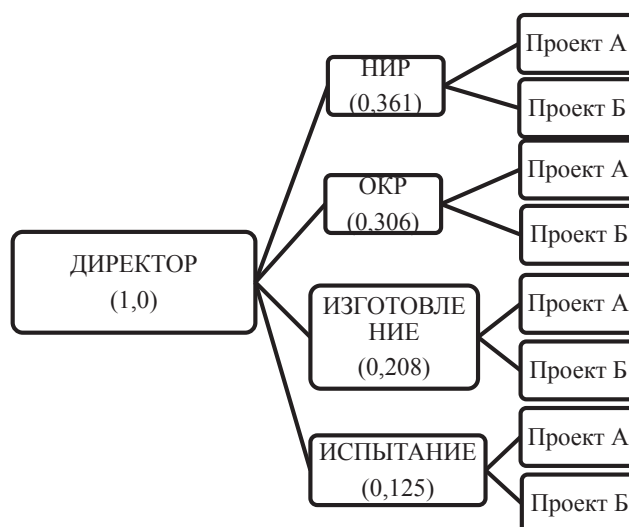 ДИРЕКТОР
(1,0)
НИР
(0,361)
Проект А
Проект Б
ОКР
(0,306)
Проект А
Проект Б
ИЗГОТОВЛЕ
НИЕ
(0,208)
Проект А
Проект Б
ИСПЫТАНИЕ
(0,125)
Проект А
Проект Б